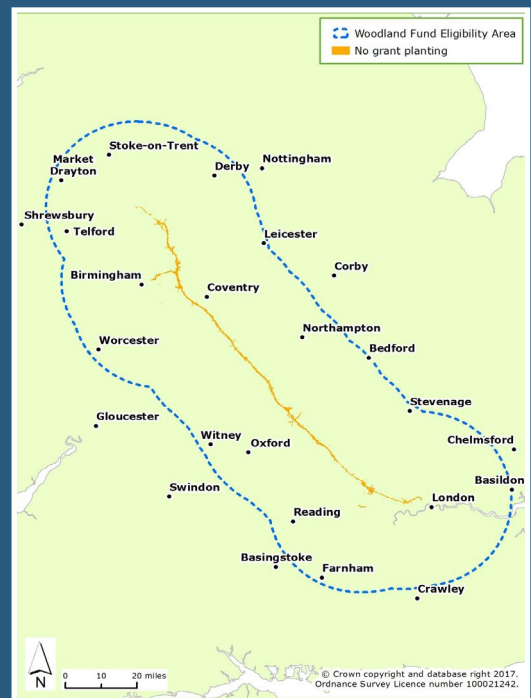 Woodland Fund Eligibility Area
No grant planting
Stoke-on-Trent
Market
Drayton
Nottingham
Derby
Shrewsbury
Telford
Leicester
Corby
Birmingham
Coventry
Northampton
Bedford
Worcester
Stevenage
Gloucester
Witney
Oxford
Chelmsford
Basildon
Swindon
London
Reading
Basingstoke
Farnham
Crawley
N
0 10 20 miles
© Crown copyright and database right 2017.
Ordnance Survey Licence number 100021242.